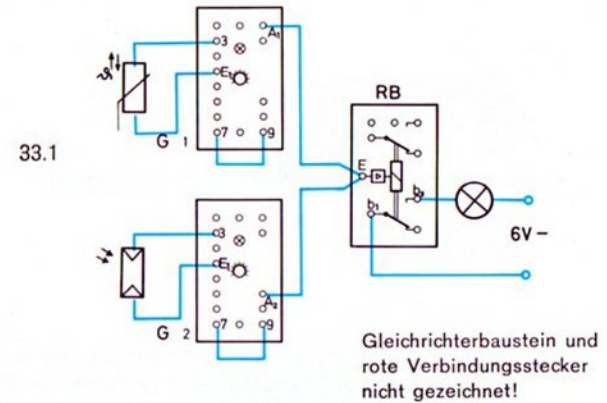 33.1
ϑ
3
A₁
E₁
7
9
G 1
3
E₁
A₂
7
9
G 2
RB
E
b₂
b₁
6V –
Gleichrichterbaustein und
rote Verbindungsstecker
nicht gezeichnet!